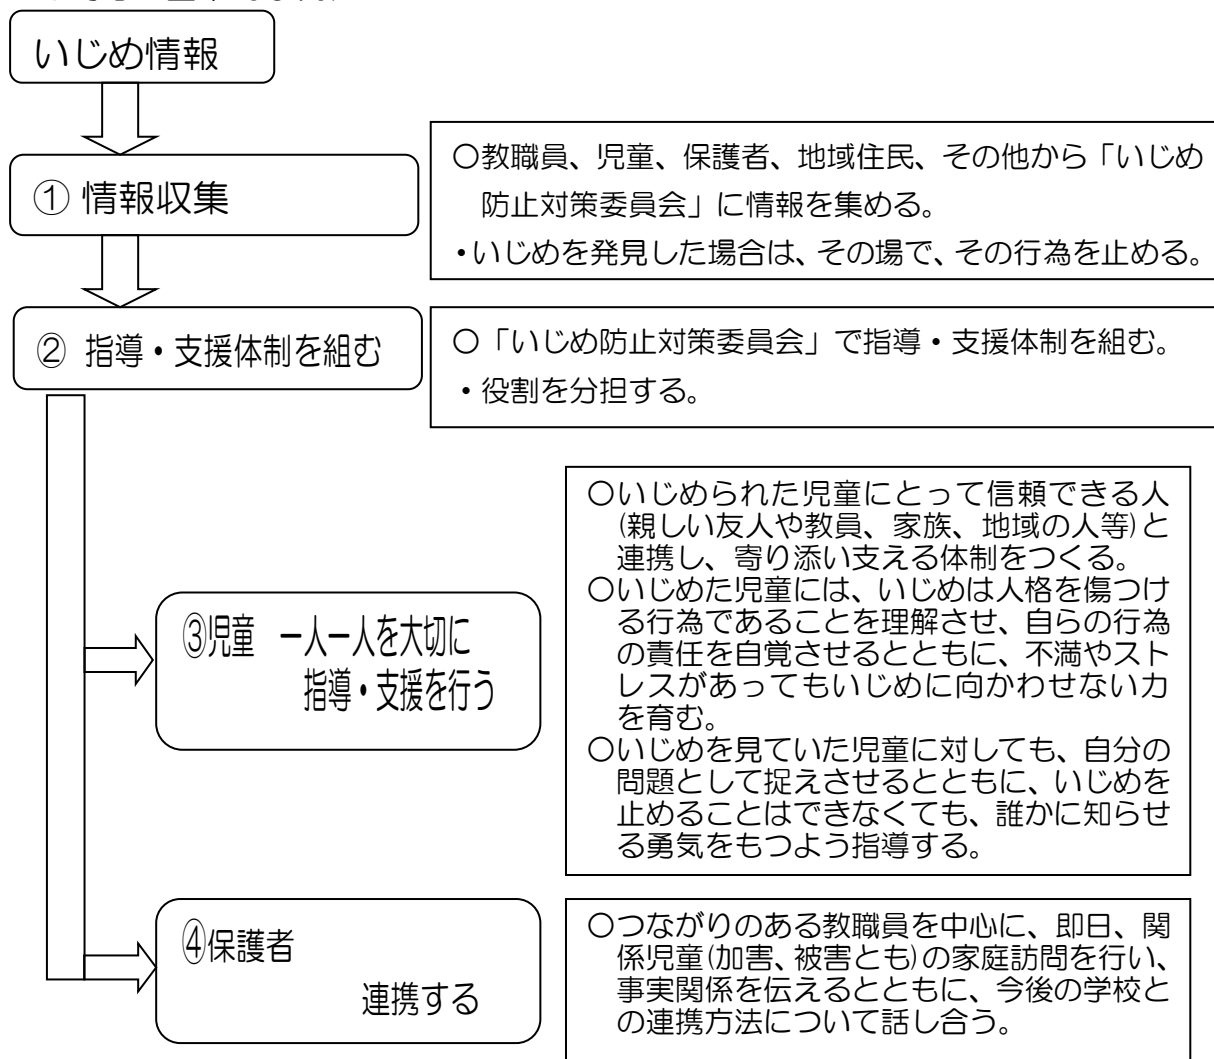 いじめ情報
① 情報収集
〇教職員、児童、保護者、地域住民、その他から「いじめ
防止対策委員会」に情報を集める。
・いじめを発見した場合は、その場で、その行為を止める。
② 指導・支援体制を組む
〇「いじめ防止対策委員会」で指導・支援体制を組む。
・役割を分担する。
③児童 一人一人を大切に
指導・支援を行う
〇いじめられた児童にとって信頼できる人
(親しい友人や教員、家族、地域の人等)と
連携し、寄り添い支える体制をつくる。
〇いじめた児童には、いじめは人格を傷つけ
る行為であることを理解させ、自らの行為
の責任を自覚させるとともに、不満やスト
レスがあってもいじめに向かわせない力
を育む。
〇いじめを見ていた児童に対しても、自分の
問題として捉えさせるとともに、いじめを
止めることはできなくても、誰かに知らせ
る勇気をもつよう指導する。
④保護者
連携する
〇つながりのある教職員を中心に、即日、関
係児童(加害、被害とも)の家庭訪問を行い、
事実関係を伝えるとともに、今後の学校と
の連携方法について話し合う。